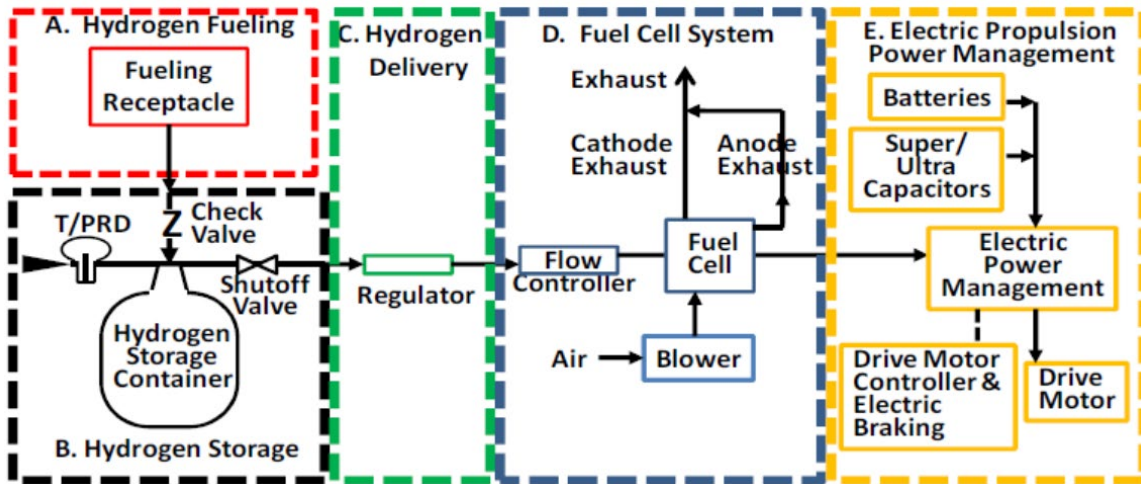 A. Hydrogen Fueling
Fueling
Receptacle
T/PRD
Z
Check
Valve
Shutoff
Valve
Hydrogen
Storage
Container
B. Hydrogen Storage
C. Hydrogen
Delivery
Regulator
D. Fuel Cell System
Exhaust
Cathode
Exhaust
Anode
Exhaust
Flow
Controller
Fuel
Cell
Air
Blower
E. Electric Propulsion
Power Management
Batteries
Super/
Ultra
Capacitors
Electric
Power
Management
Drive Motor
Controller &
Electric
Braking
Drive
Motor